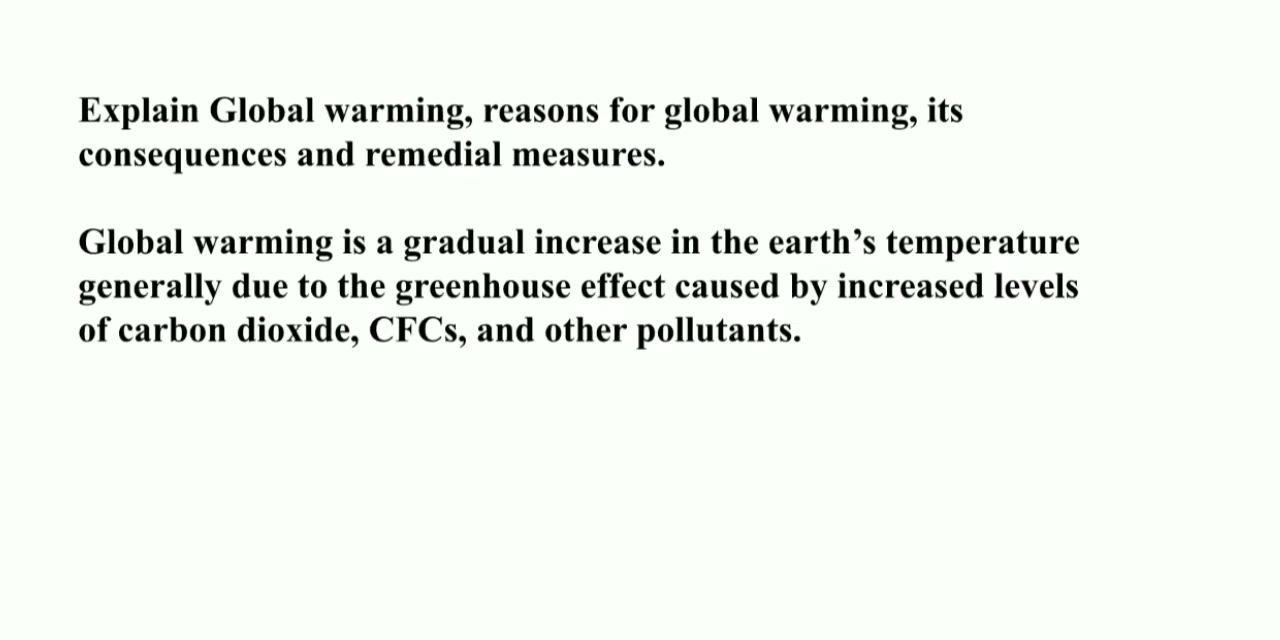 Explain Global warming, reasons for global warming, its
consequences and remedial measures.
Global warming is a gradual increase in the earth’s temperature
generally due to the greenhouse effect caused by increased levels
of carbon dioxide, CFCs, and other pollutants.